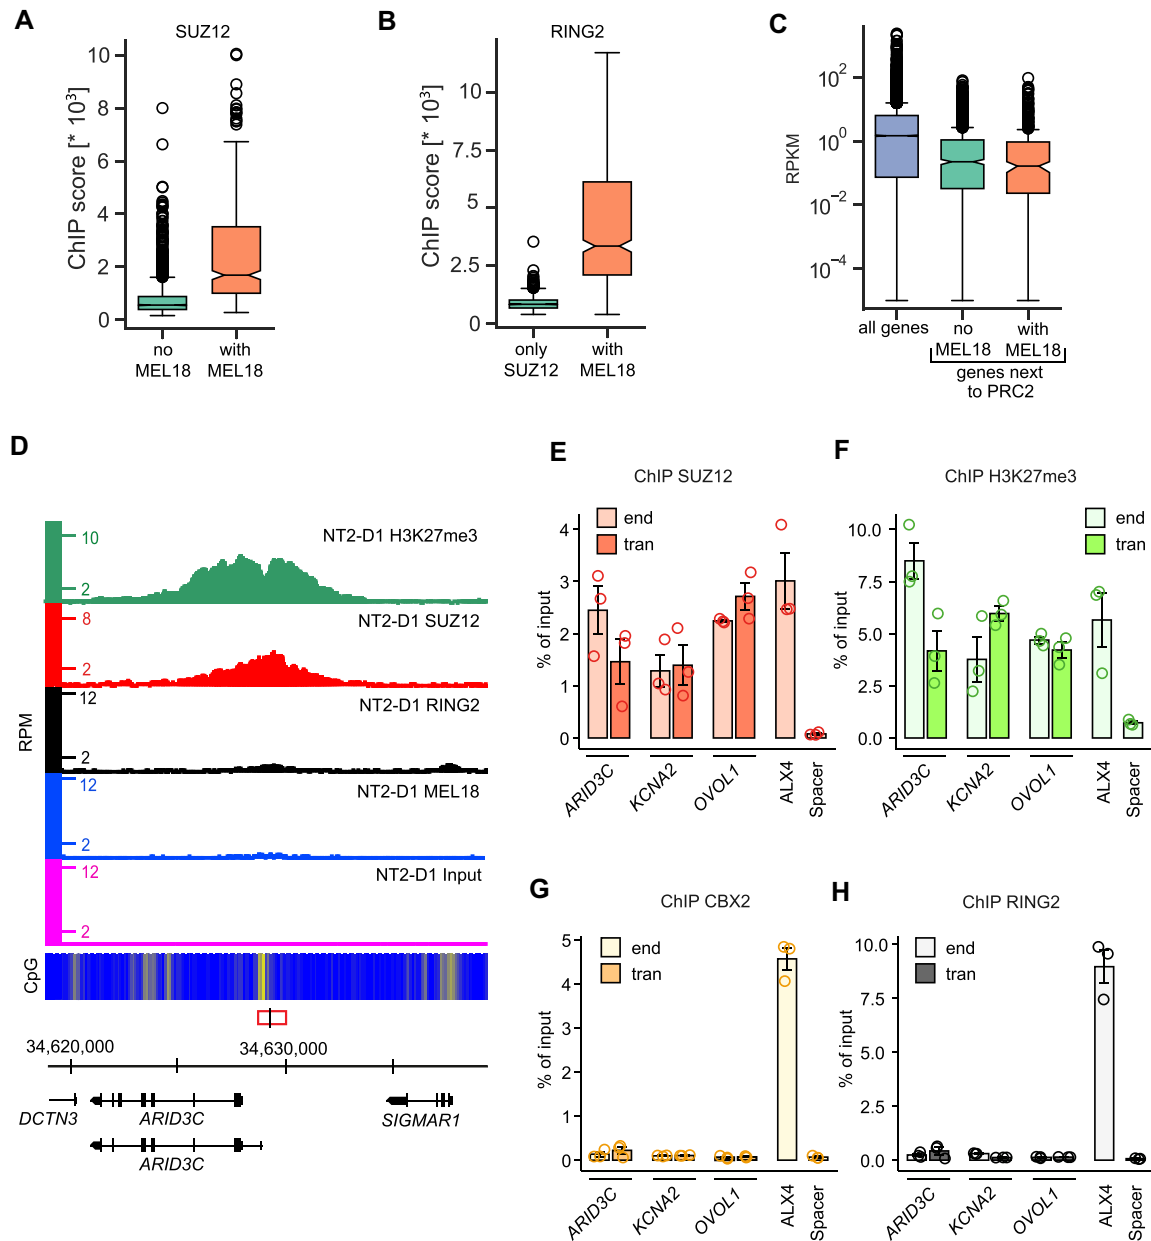 A
SUZ12
ChIP score [* 10³]
10
8
6
4
2
0
no MEL18
with MEL18
B
RING2
ChIP score [* 10³]
10
7.5
5
2.5
0
only SUZ12
with MEL18
C
RPKM
10²
10⁰
10⁻²
10⁻⁴
all genes
no MEL18
with MEL18
genes next
to PRC2
D
RPM
10
2
NT2-D1 H3K27me3
8
2
NT2-D1 SUZ12
12
2
NT2-D1 RING2
12
2
NT2-D1 MEL18
12
2
NT2-D1 Input
CpG
34,620,000
34,630,000
DCTN3
ARID3C
SIGMAR1
ARID3C
E
ChIP SUZ12
% of input
4
3
2
1
0
end
tran
ARID3C
KCNA2
OVOL1
ALX4
Spacer
F
ChIP H3K27me3
10.0
7.5
5.0
2.5
0.0
end
tran
ARID3C
KCNA2
OVOL1
ALX4
Spacer
G
ChIP CBX2
% of input
5
4
3
2
1
0
end
tran
ARID3C
KCNA2
OVOL1
ALX4
Spacer
H
ChIP RING2
% of input
10.0
7.5
5.0
2.5
0.0
end
tran
ARID3C
KCNA2
OVOL1
ALX4
Spacer